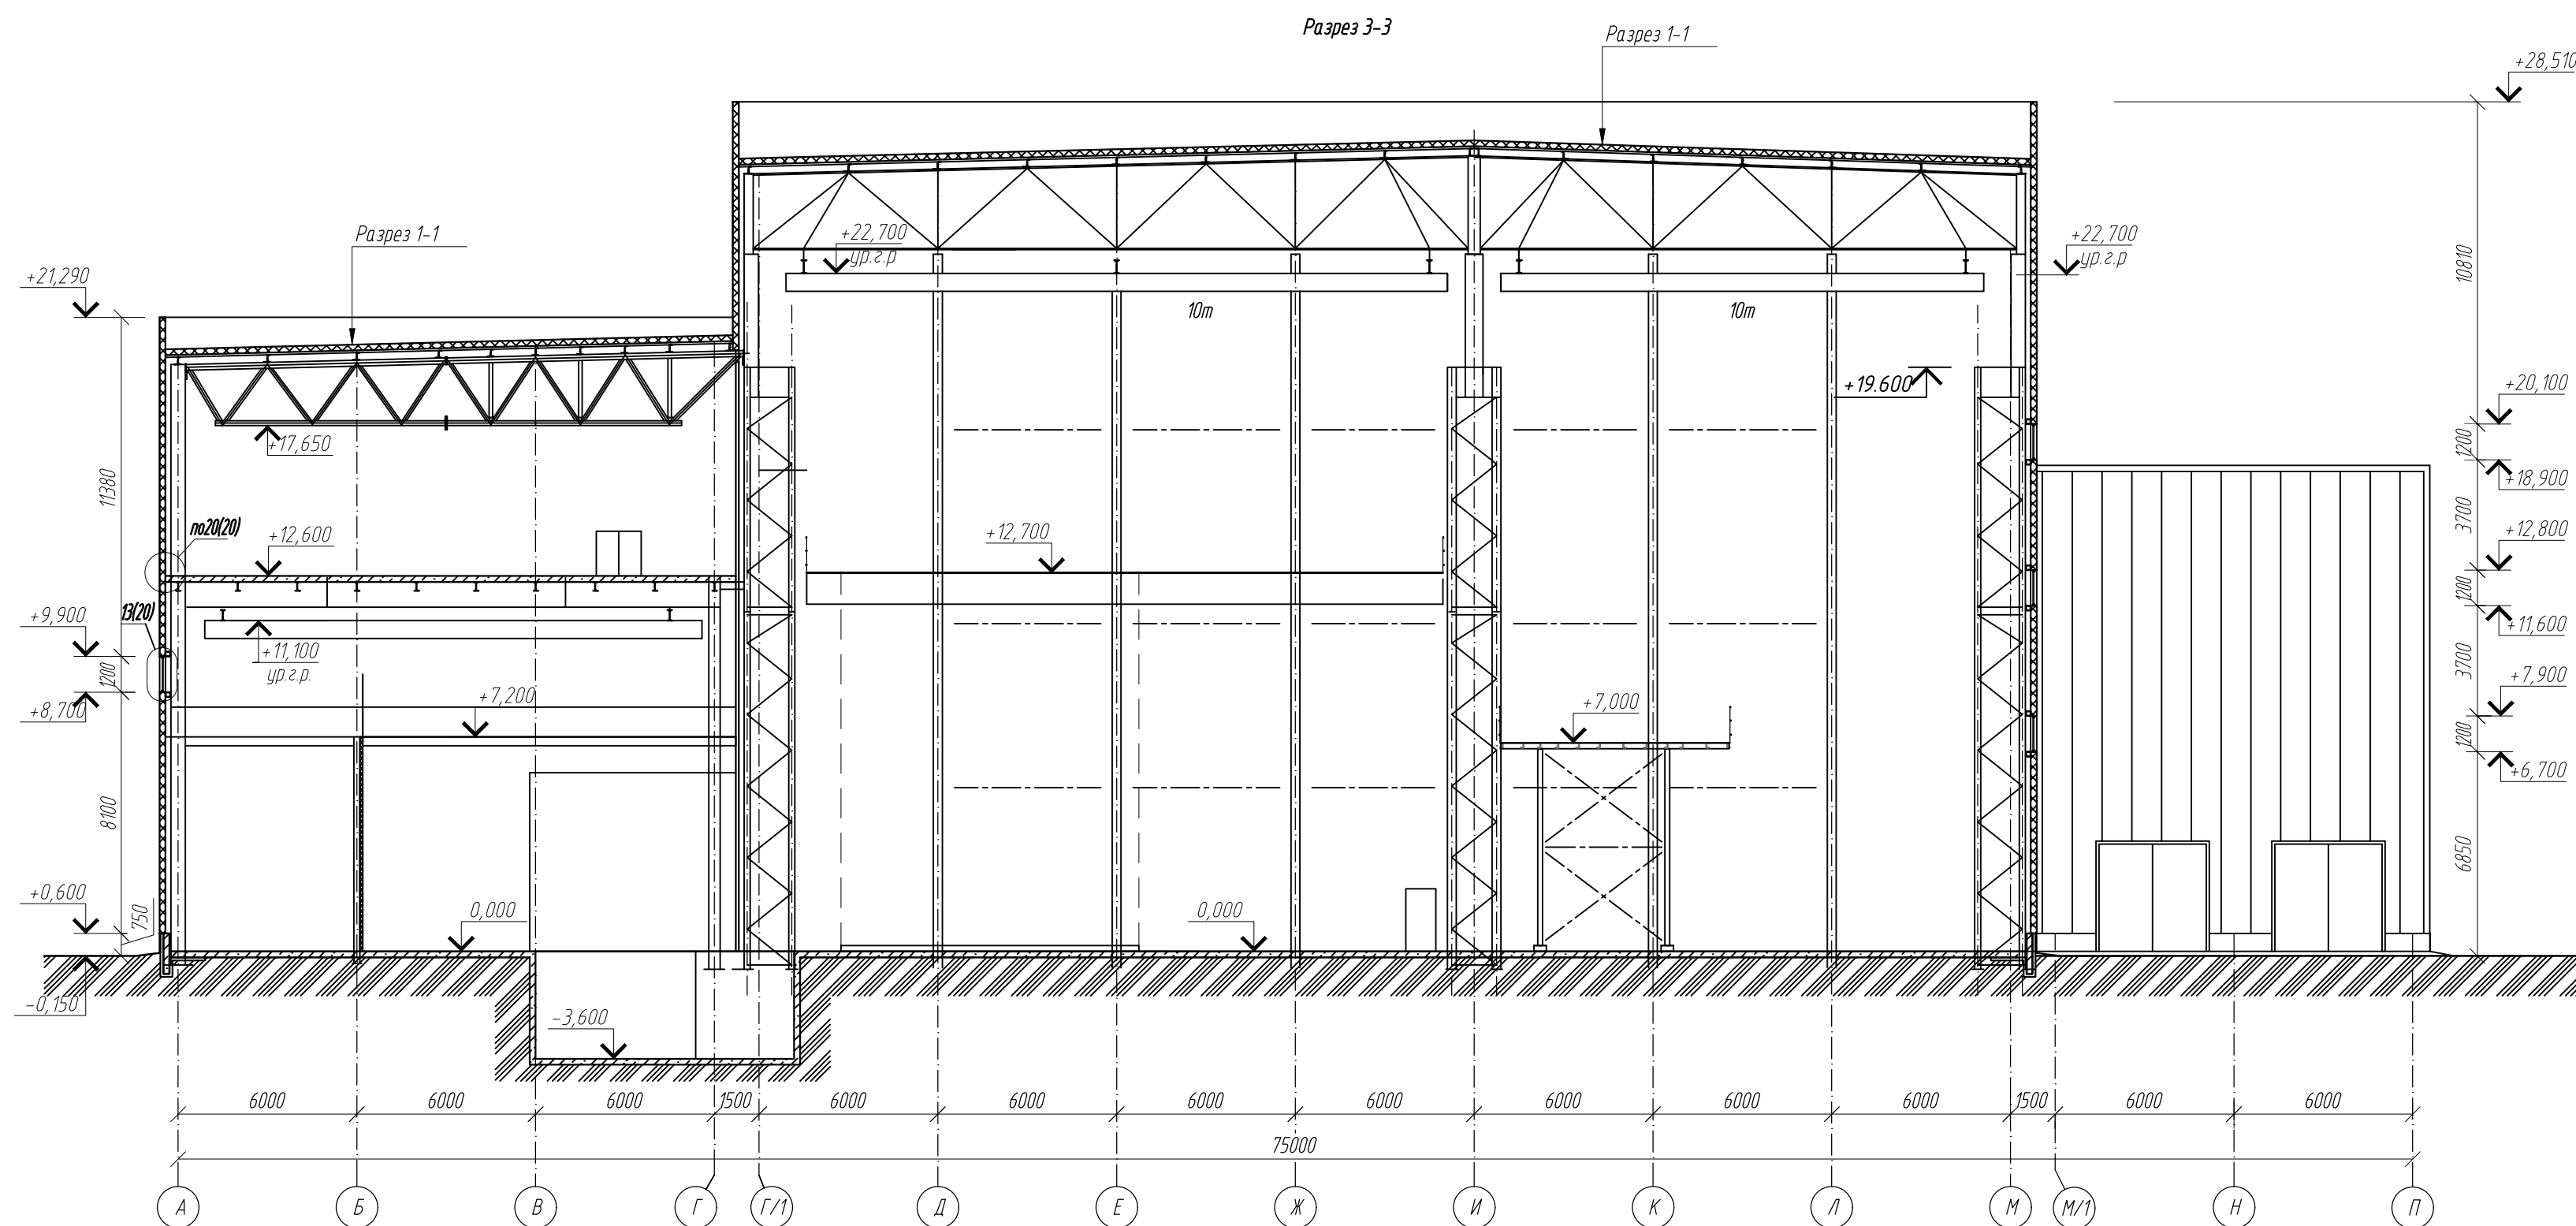 Разрез 3-3
Разрез 1-1
+28,510
Разрез 1-1
+22,700
ур.г.р
+22,700
ур.г.р
+21,290
10810
10т
10т
+19.600
+20,100
+17,650
1200
+18,900
11380
по20(20)
+12,600
+12,700
3700
+12,800
13(20)
+9,900
1200
+11,600
+11,100
ур.г.р.
1200
+8,700
+7,200
+7,000
3700
+7,900
1200
+6,700
8100
6850
+0,600
750
0,000
0,000
-0,150
-3,600
6000
6000
6000
1500
6000
6000
6000
6000
6000
6000
6000
1500
6000
6000
75000
А
Б
В
Г
Г/1
Д
Е
Ж
И
К
Л
М
М/1
Н
П